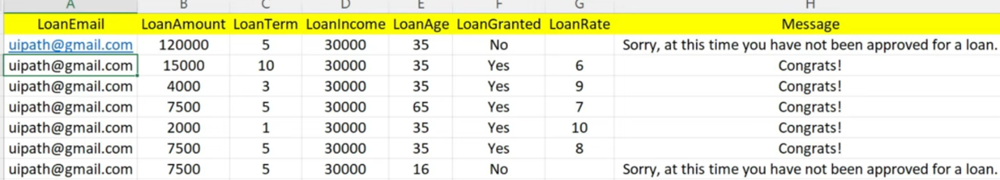 A B C D E F G H
LoanEmail LoanAmount LoanTerm LoanIncome LoanAge LoanGranted LoanRate Message
uipath@gmail.com 120000 5 30000 35 No Sorry, at this time you have not been approved for a loan.
uipath@gmail.com 15000 10 30000 35 Yes 6 Congrats!
uipath@gmail.com 4000 3 30000 35 Yes 9 Congrats!
uipath@gmail.com 7500 5 30000 65 Yes 7 Congrats!
uipath@gmail.com 2000 1 30000 35 Yes 10 Congrats!
uipath@gmail.com 7500 5 30000 35 Yes 8 Congrats!
uipath@gmail.com 7500 5 30000 16 No Sorry, at this time you have not been approved for a loan.